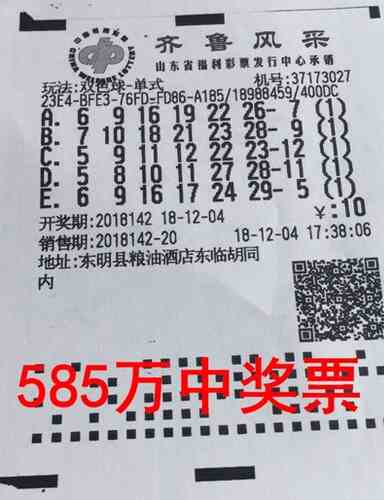 齐鲁风采
山东省福利彩票发行中心承销
玩法:双色球-单式 机号:37173027
23E4-BFE3-76FD-FD86-A185/18988459/400DC
A. 6 9 16 19 22 26- 7 (1)
B. 7 10 18 21 23 28- 9 (1)
C. 5 9 11 12 22 23-12 (1)
D. 5 8 10 11 27 28-11 (1)
E. 6 9 16 17 24 29- 5 (1)
开奖期:2018142 18-12-04 ¥:10
销售期:2018142-20 18-12-04 17:38:06
地址:东明县粮油酒店东临胡同
内
585万中奖票